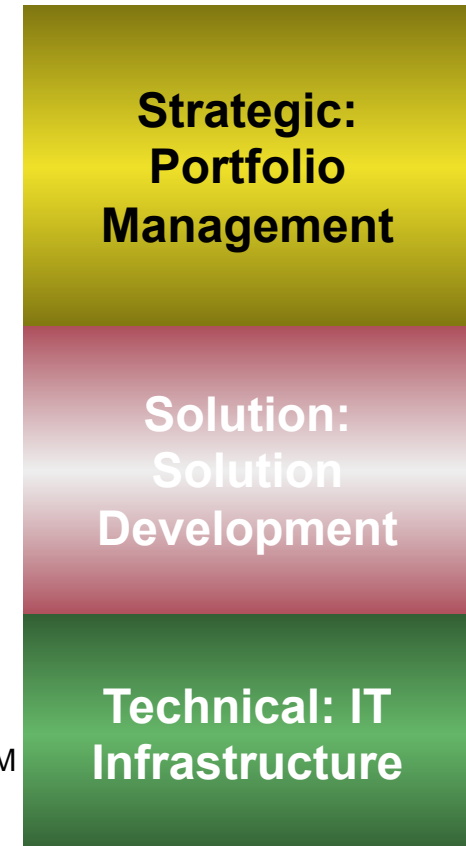 Strategic:
Portfolio
Management
Solution:
Solution
Development
Technical: IT
Infrastructure
M